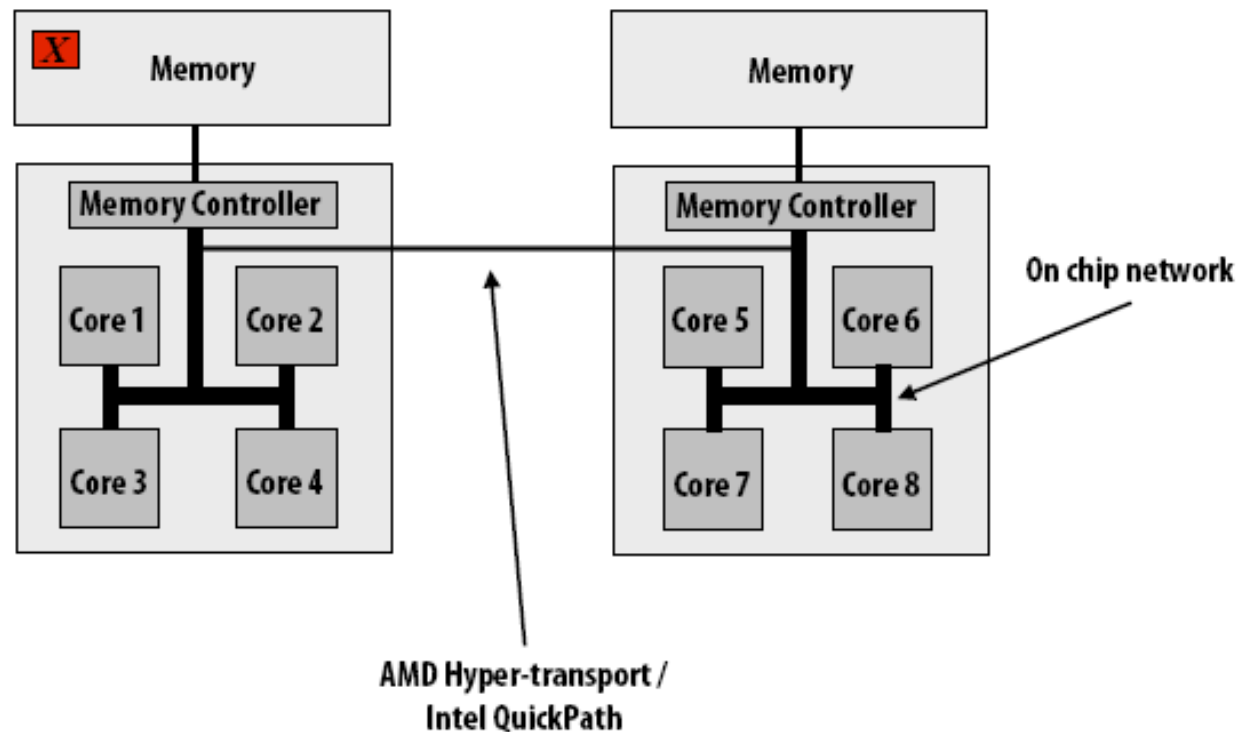 X
Memory
Memory
Memory Controller
Memory Controller
On chip network
Core 1
Core 2
Core 5
Core 6
Core 3
Core 4
Core 7
Core 8
AMD Hyper-transport /
Intel QuickPath